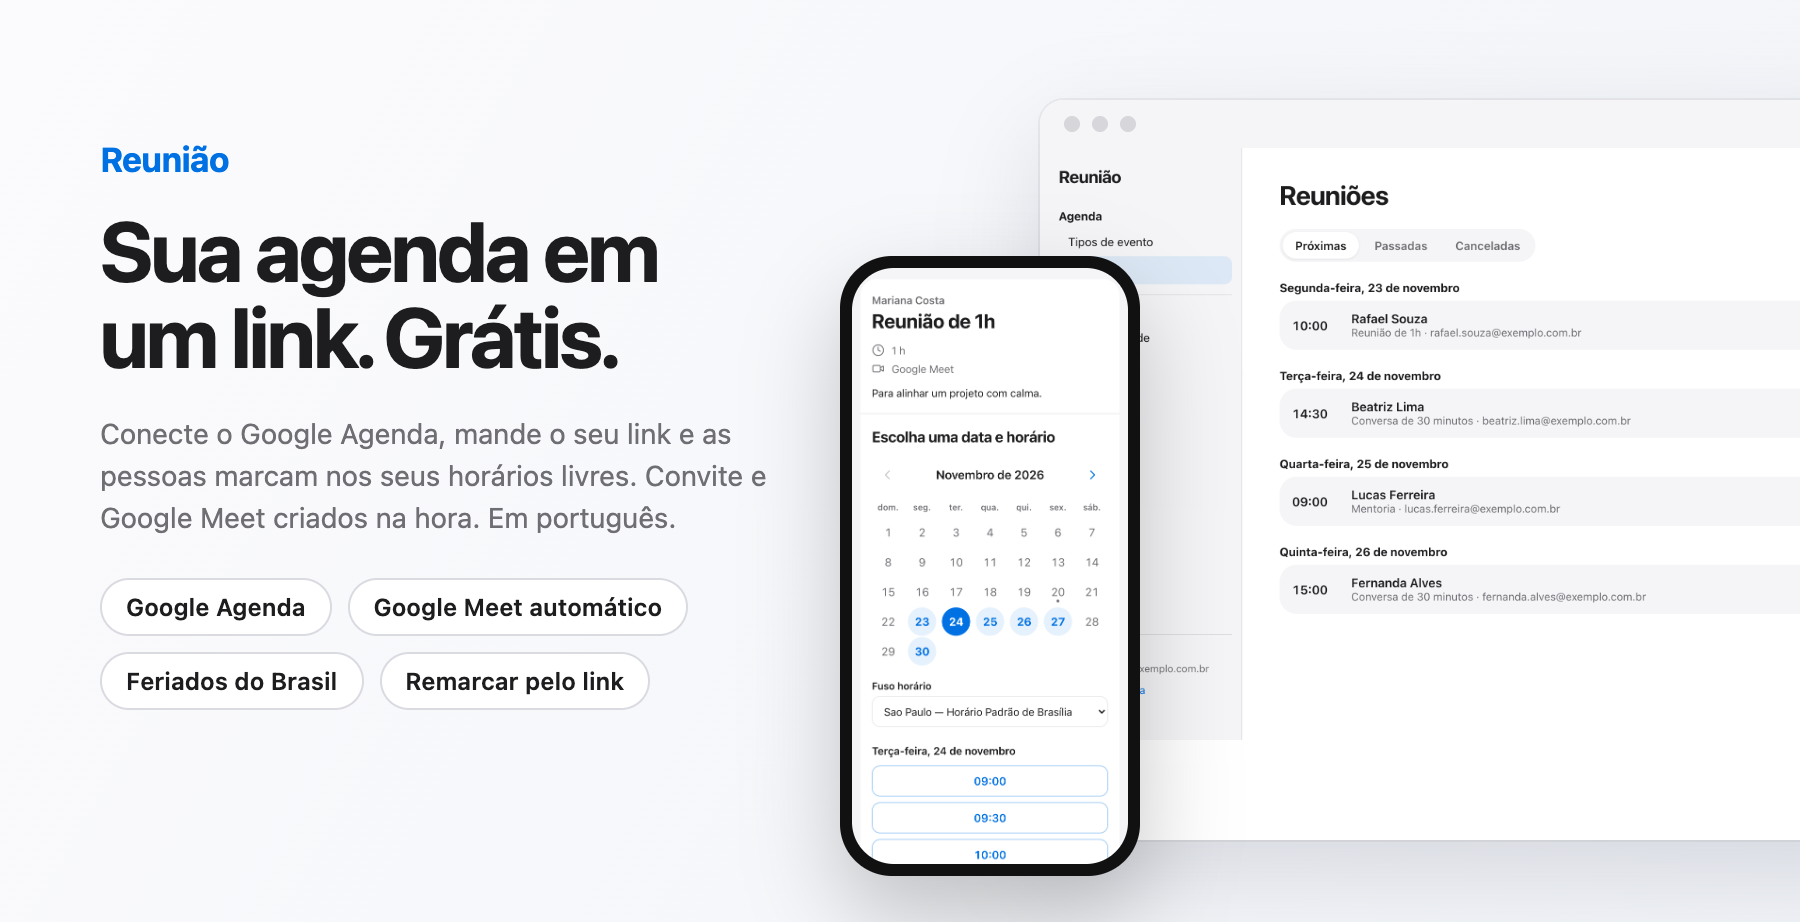 Reunião
Sua agenda em
um link. Grátis.
Conecte o Google Agenda, mande o seu link e as
pessoas marcam nos seus horários livres. Convite e
Google Meet criados na hora. Em português.
Google Agenda
Google Meet automático
Feriados do Brasil
Remarcar pelo link
Mariana Costa
Reunião de 1h
1 h
Google Meet
Para alinhar um projeto com calma.
Escolha uma data e horário
Novembro de 2026
dom. seg. ter. qua. qui. sex. sáb.
1 2 3 4 5 6 7
8 9 10 11 12 13 14
15 16 17 18 19 20 21
22 23 24 25 26 27 28
29 30
Fuso horário
Sao Paulo — Horário Padrão de Brasília
Terça-feira, 24 de novembro
09:00
09:30
10:00
Reunião
Agenda
Tipos de evento
de
xemplo.com.br
a
Reuniões
Próximas Passadas Canceladas
Segunda-feira, 23 de novembro
10:00
Rafael Souza
Reunião de 1h · rafael.souza@exemplo.com.br
Terça-feira, 24 de novembro
14:30
Beatriz Lima
Conversa de 30 minutos · beatriz.lima@exemplo.com.br
Quarta-feira, 25 de novembro
09:00
Lucas Ferreira
Mentoria · lucas.ferreira@exemplo.com.br
Quinta-feira, 26 de novembro
15:00
Fernanda Alves
Conversa de 30 minutos · fernanda.alves@exemplo.com.br